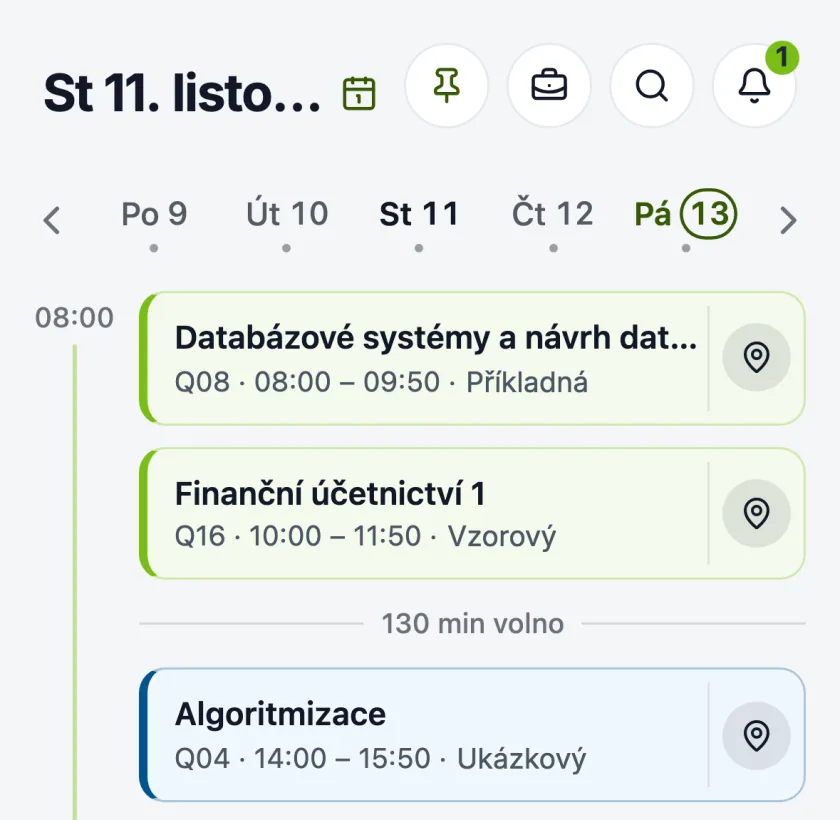 St 11. listo...
1
1
Po 9
Út 10
St 11
Čt 12
Pá 13
08:00
Databázové systémy a návrh dat...
Q08 · 08:00 – 09:50 · Příkladná
Finanční účetnictví 1
Q16 · 10:00 – 11:50 · Vzorový
130 min volno
Algoritmizace
Q04 · 14:00 – 15:50 · Ukázkový